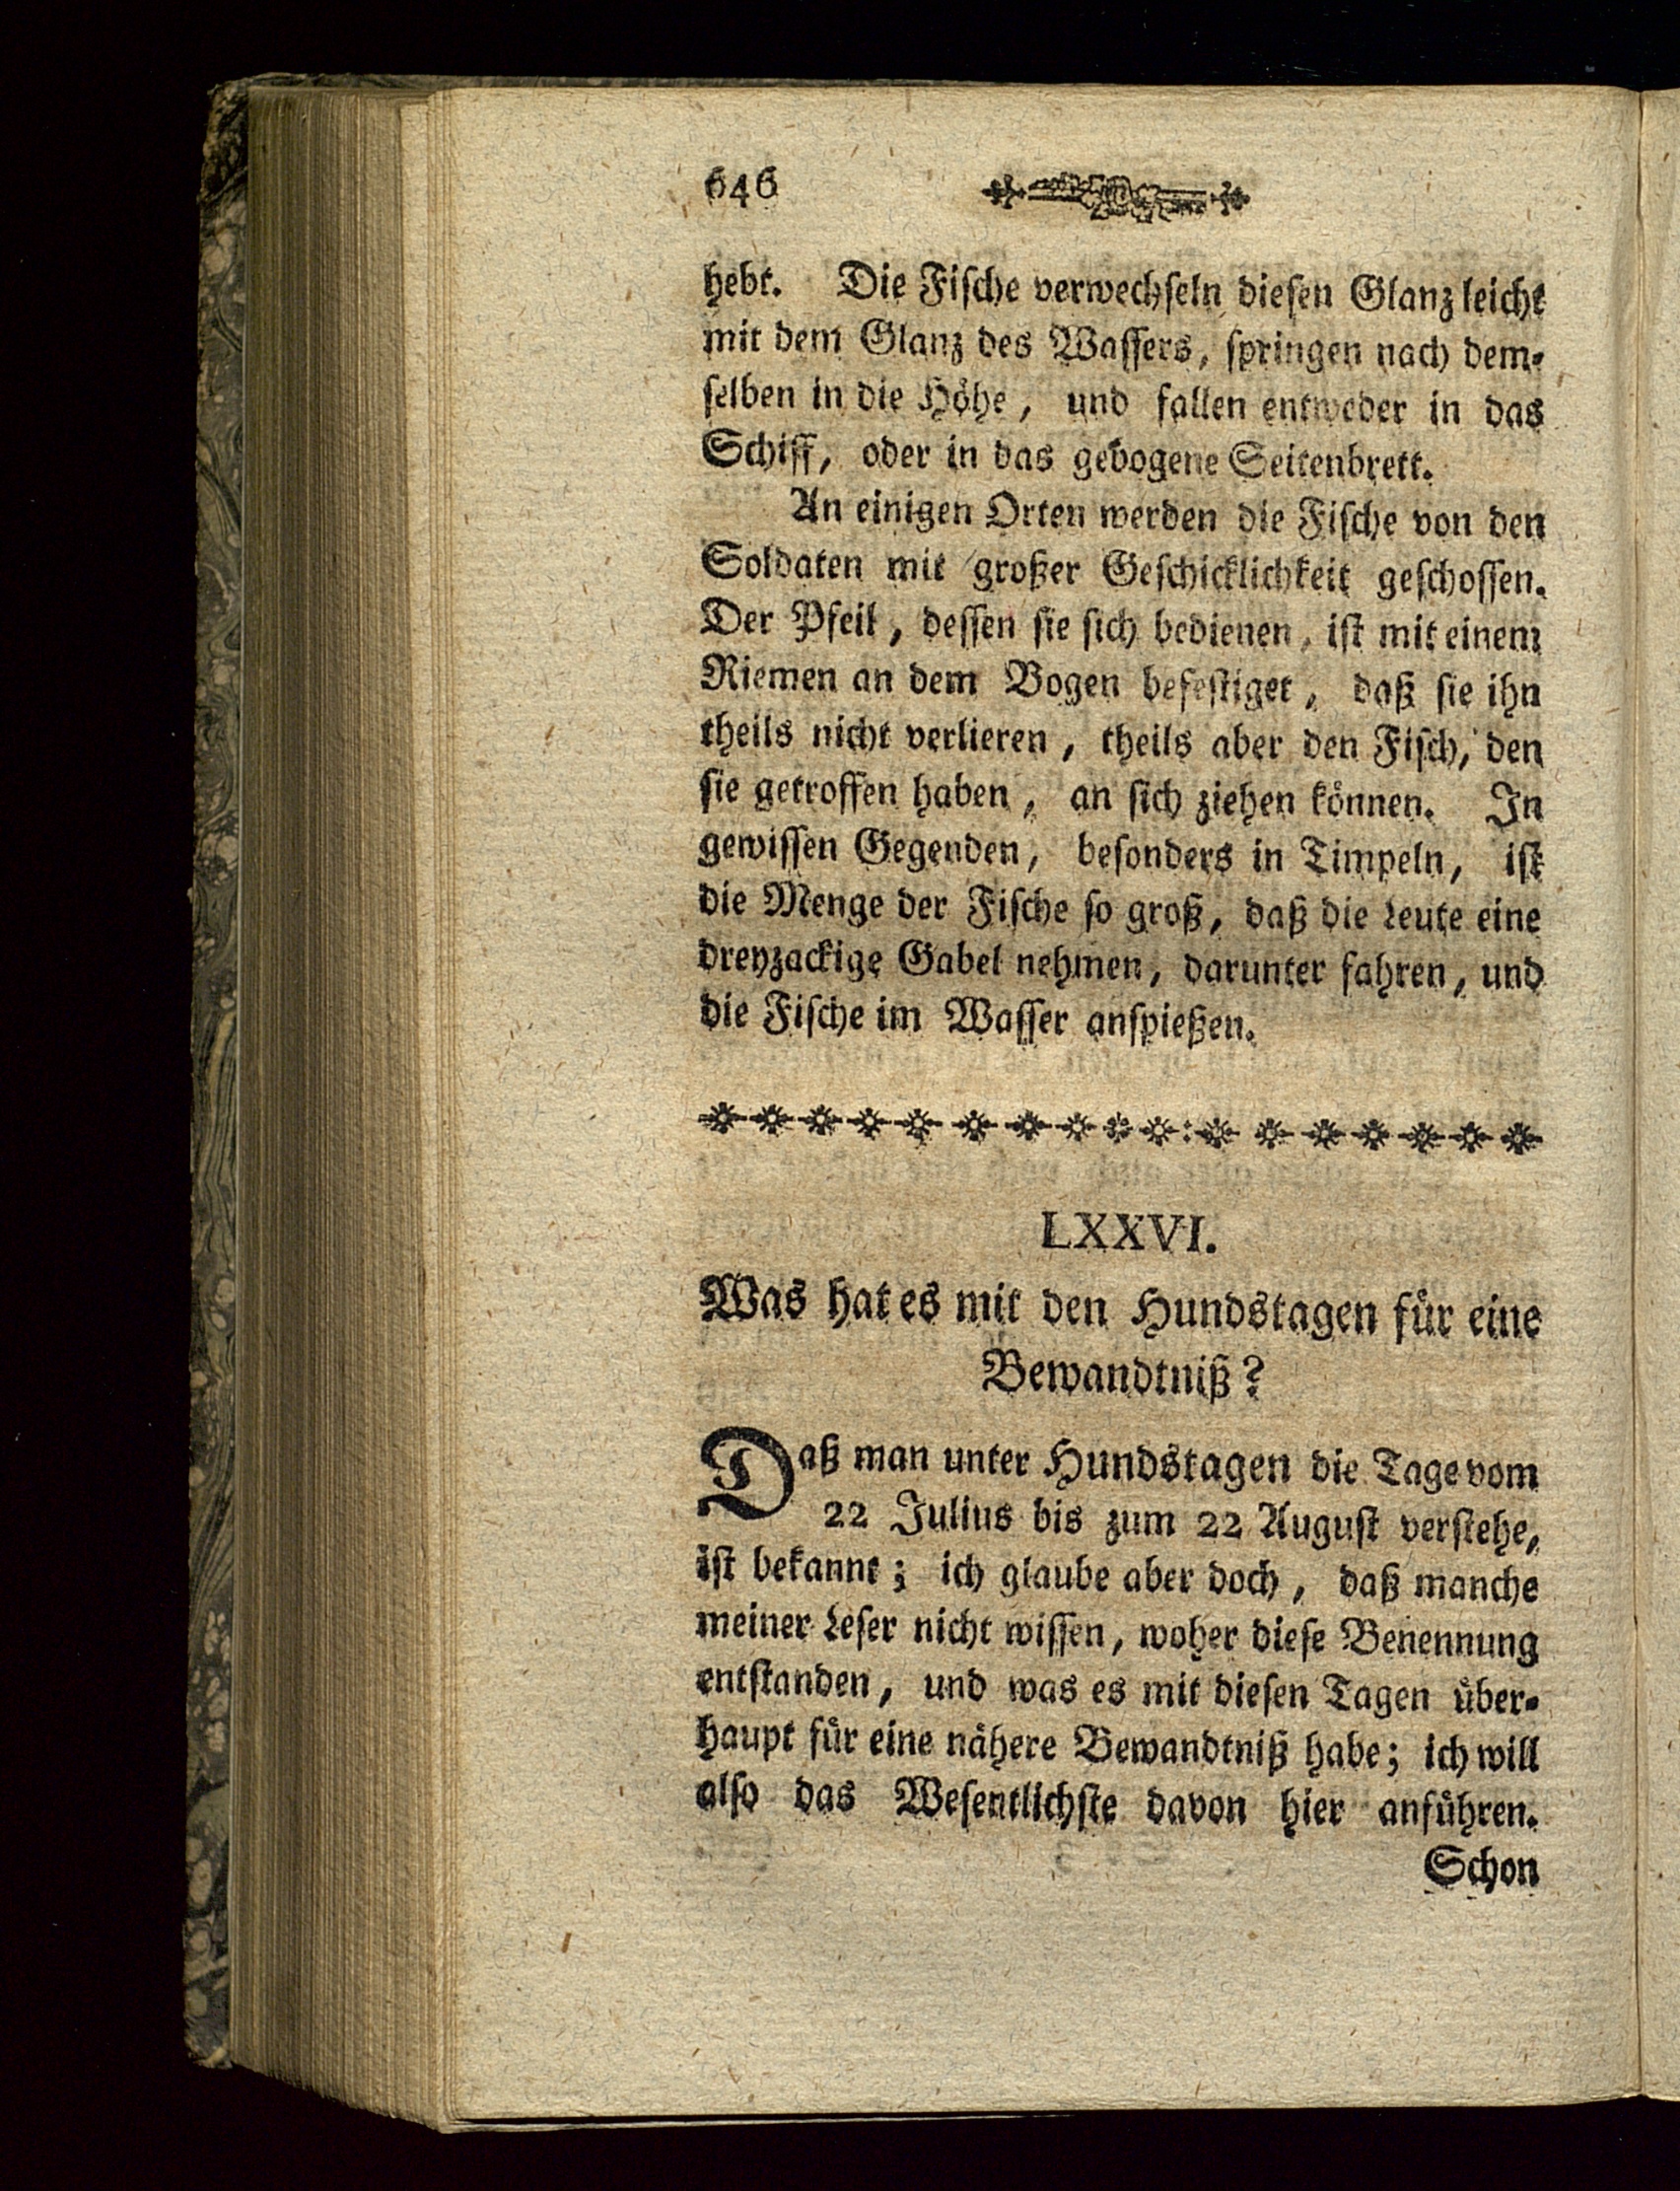 646
hebt. Die Fische verwechseln diesen Glanz leicht
mit dem Glanz des Wassers, springen nach dem-
selben in die Höhe, und fallen entweder in das
Schiff, oder in das gebogene Seitenbrett.
An einigen Orten werden die Fische von den
Soldaten mit großer Geschicklichkeit geschossen.
Der Pfeil, dessen sie sich bedienen, ist mit einem
Riemen an dem Bogen befestiget, daß sie ihn
theils nicht verlieren, theils aber den Fisch, den
sie getroffen haben, an sich ziehen können. In
gewissen Gegenden, besonders in Timpeln, ist
die Menge der Fische so groß, daß die Leute eine
dreyzackige Gabel nehmen, darunter fahren, und
die Fische im Wasser anspießen.
LXXVI.
Was hat es mit den Hundstagen für eine
Bewandtniß?
Daß man unter Hundstagen die Tage vom
22 Julius bis zum 22 August verstehe,
ist bekannt; ich glaube aber doch, daß manche
meiner Leser nicht wissen, woher diese Benennung
entstanden, und was es mit diesen Tagen über-
haupt für eine nähere Bewandtniß habe; ich will
also das Wesentlichste davon hier anführen.
Schon